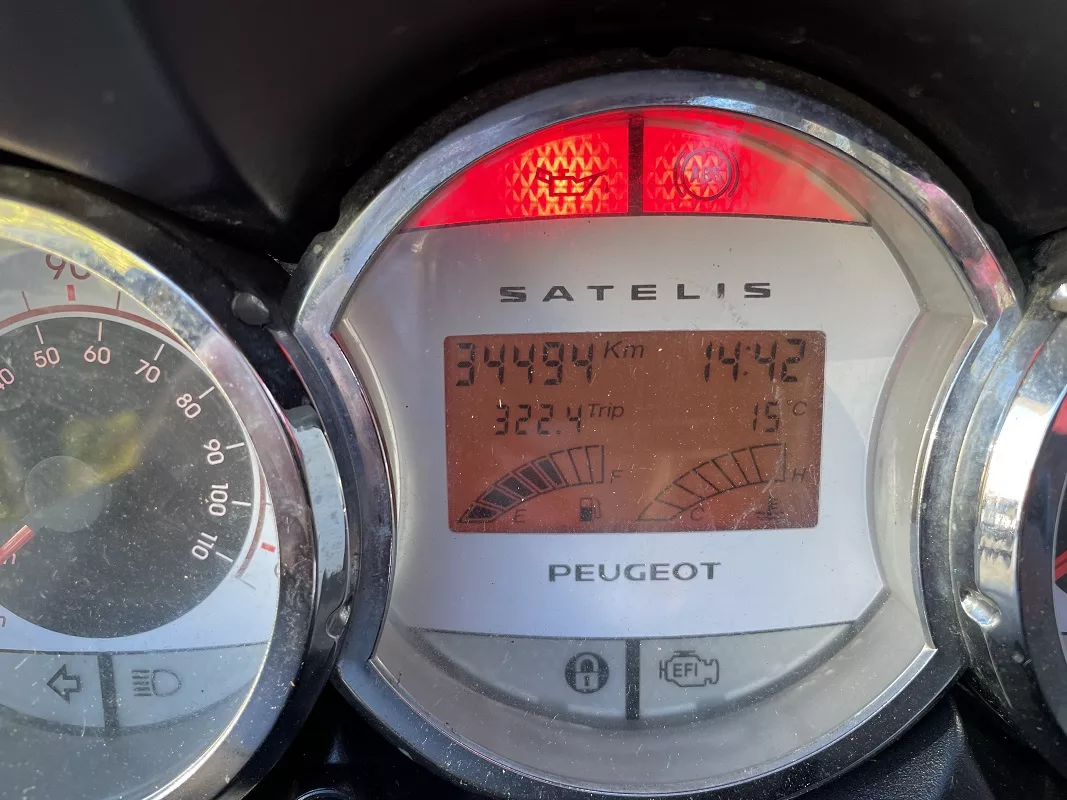 ABS
SATELIS
34494 Km 14:42
322.4 Trip 15 °C
F H
E C
PEUGEOT
EFI
90
50 60 70 80 90 100 110